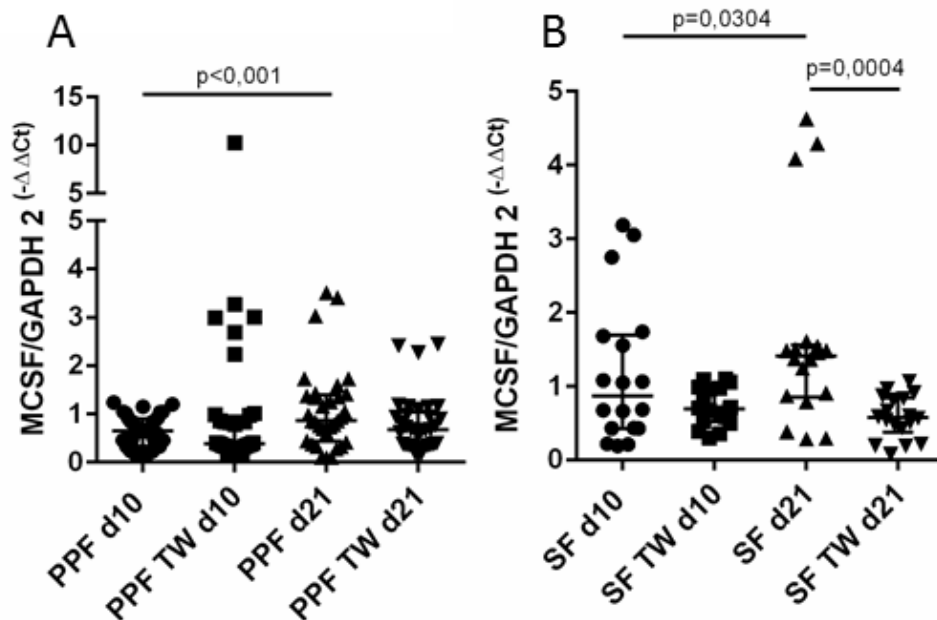 A
p<0,001
MCSF/GAPDH 2 (-ΔΔCt)
15
10
5
5
4
3
2
1
0
PPF d10
PPF TW d10
PPF d21
PPF TW d21
B
p=0,0304
p=0,0004
MCSF/GAPDH 2 (-ΔΔCt)
5
4
3
2
1
0
SF d10
SF TW d10
SF d21
SF TW d21